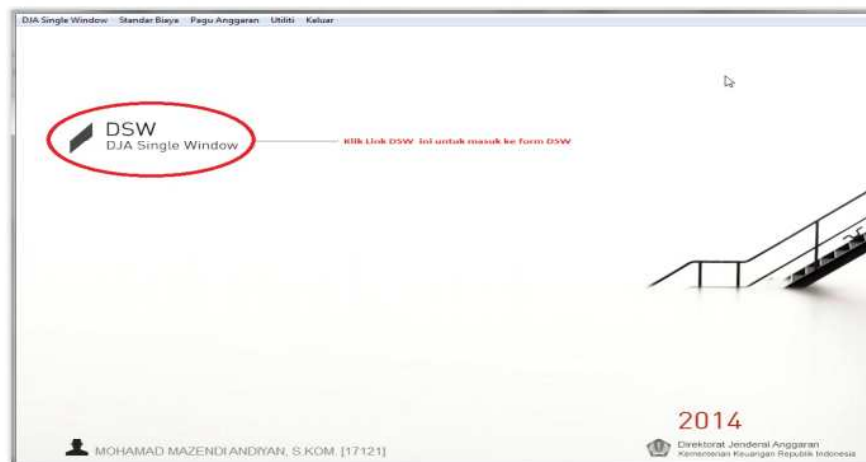 DJA Single Window Standar Biaya Pagu Anggaran Utiliti Keluar
DSW
DJA Single Window
Klik Link DSW ini untuk masuk ke form DSW
2014
MOHAMAD MAZENDI ANDIYAN, S.KOM. [17121]
Direktorat Jenderal Anggaran
Kementerian Keuangan Republik Indonesia